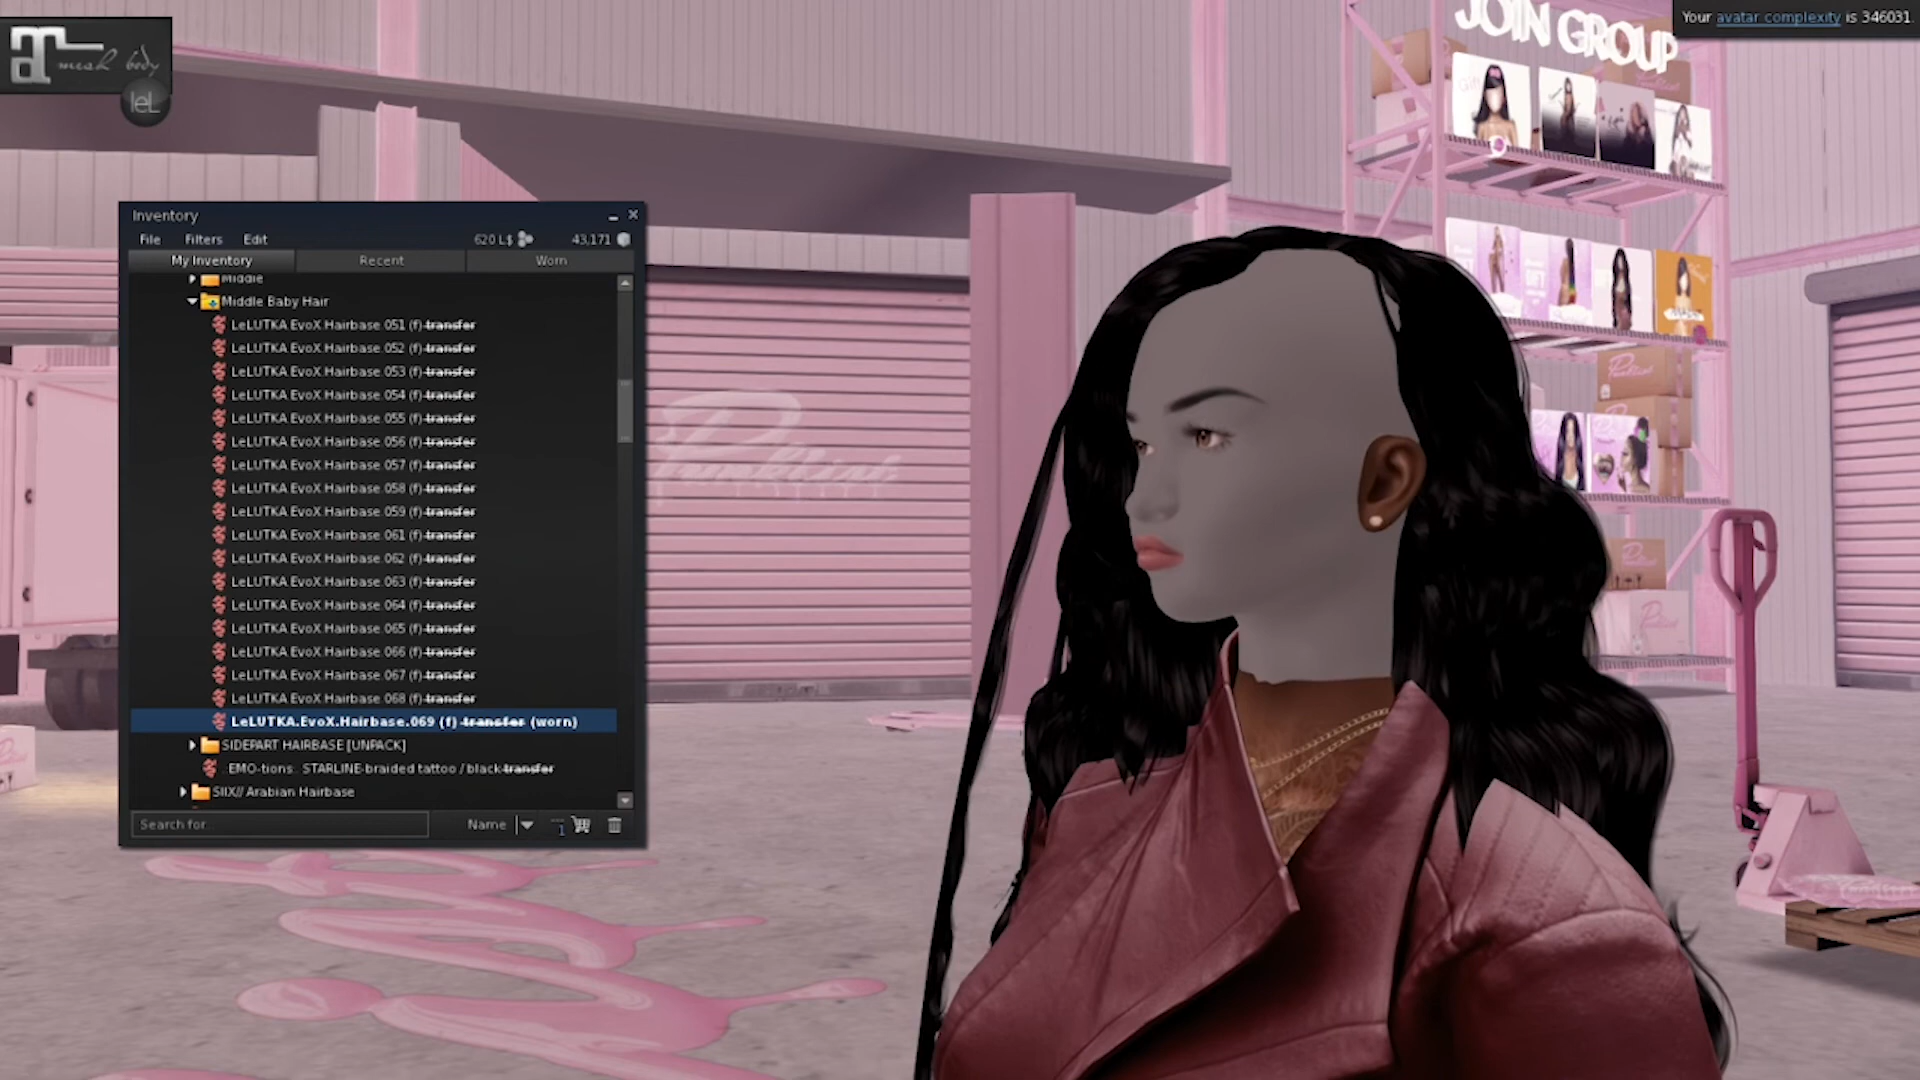 mesh body
leL
Your avatar complexity is 346031.
JOIN GROUP
Inventory
File Filters Edit 620 L$ 43,171
My Inventory Recent Worn
Middle
Middle Baby Hair
LeLUTKA.EvoX.Hairbase.051 (f) transfer
LeLUTKA.EvoX.Hairbase.052 (f) transfer
LeLUTKA.EvoX.Hairbase.053 (f) transfer
LeLUTKA.EvoX.Hairbase.054 (f) transfer
LeLUTKA.EvoX.Hairbase.055 (f) transfer
LeLUTKA.EvoX.Hairbase.056 (f) transfer
LeLUTKA.EvoX.Hairbase.057 (f) transfer
LeLUTKA.EvoX.Hairbase.058 (f) transfer
LeLUTKA.EvoX.Hairbase.059 (f) transfer
LeLUTKA.EvoX.Hairbase.061 (f) transfer
LeLUTKA.EvoX.Hairbase.062 (f) transfer
LeLUTKA.EvoX.Hairbase.063 (f) transfer
LeLUTKA.EvoX.Hairbase.064 (f) transfer
LeLUTKA.EvoX.Hairbase.065 (f) transfer
LeLUTKA.EvoX.Hairbase.066 (f) transfer
LeLUTKA.EvoX.Hairbase.067 (f) transfer
LeLUTKA.EvoX.Hairbase.068 (f) transfer
LeLUTKA.EvoX.Hairbase.069 (f) transfer (worn)
SIDEPART HAIRBASE [UNPACK]
EMO-tions STARLINE-braided tattoo / black transfer
SIIX// Arabian Hairbase
Search for... Name 1